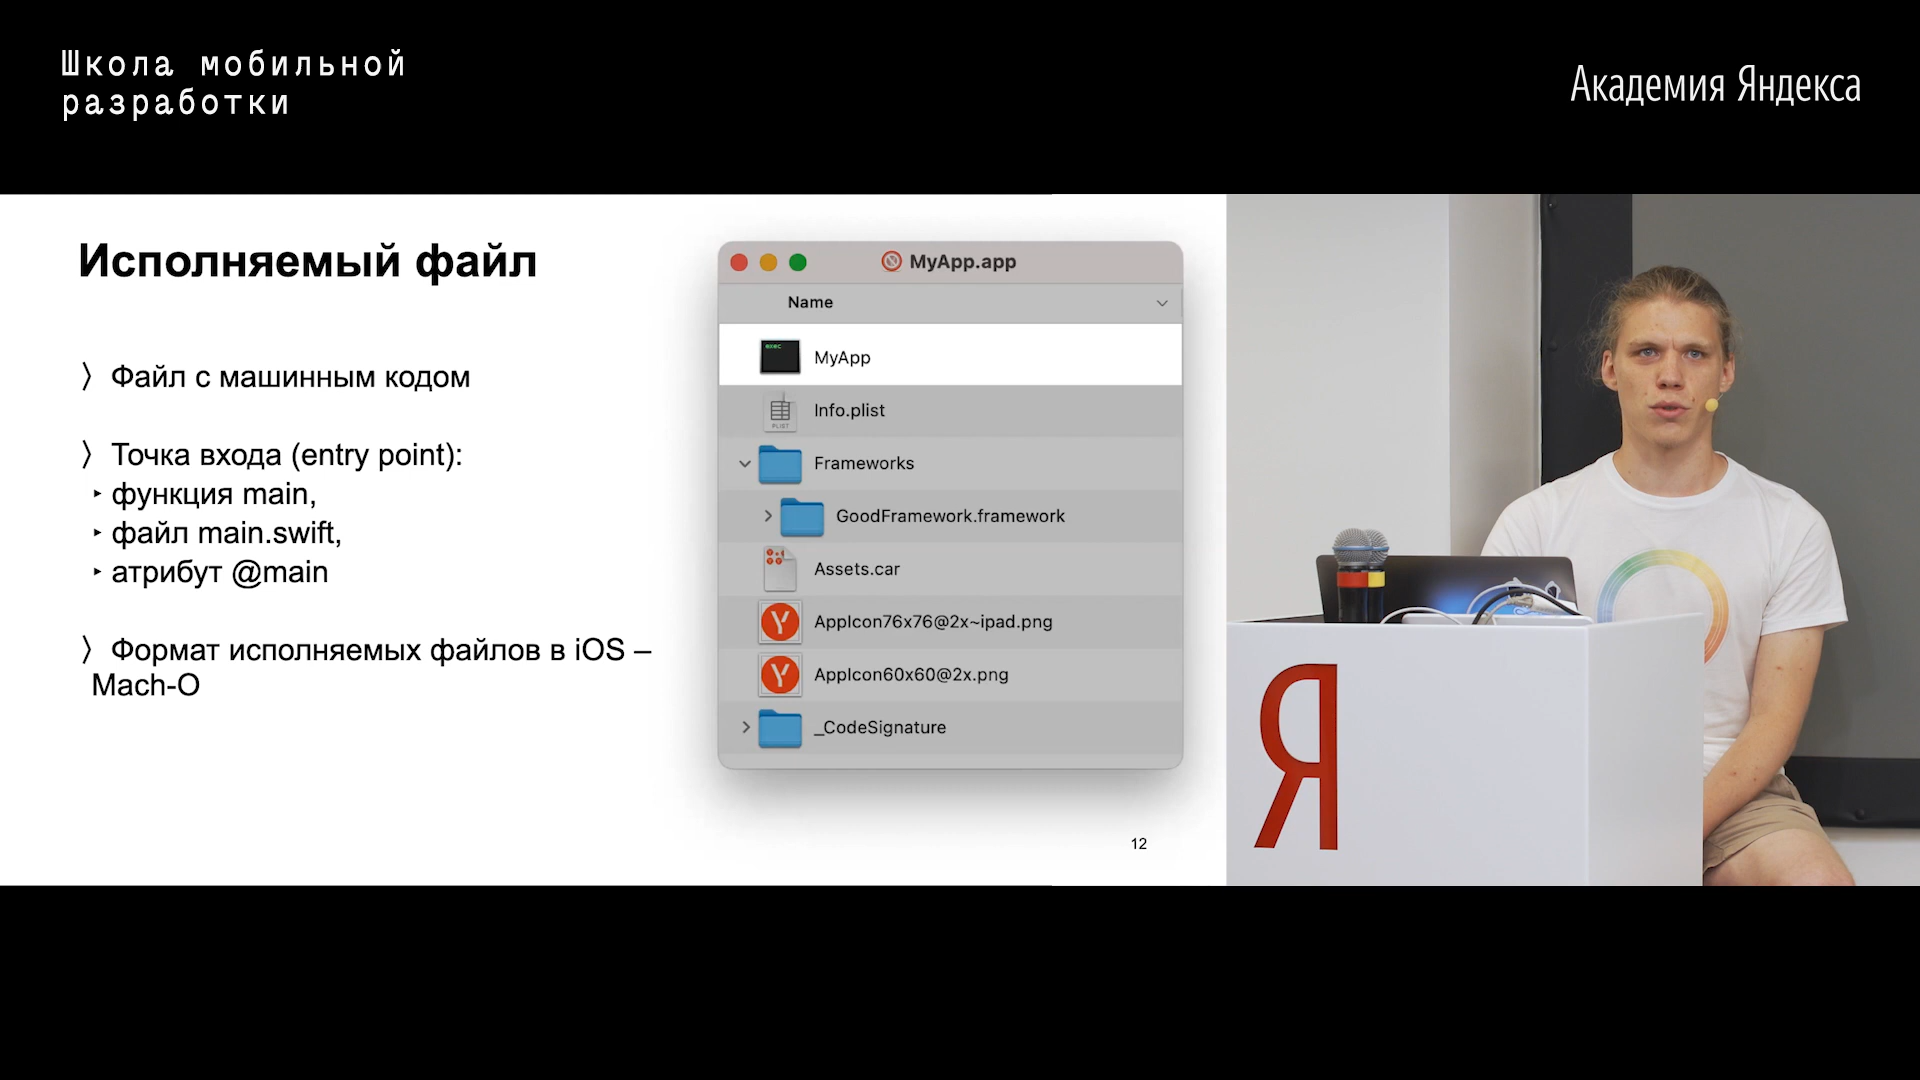 Школа мобильной
разработки
Академия Яндекса
Исполняемый файл
〉Файл с машинным кодом
〉Точка входа (entry point):
‣ функция main,
‣ файл main.swift,
‣ атрибут @main
〉Формат исполняемых файлов в iOS –
Mach-O
MyApp.app
Name
exec
MyApp
PLIST
Info.plist
Frameworks
GoodFramework.framework
Assets.car
Y
AppIcon76x76@2x~ipad.png
Y
AppIcon60x60@2x.png
_CodeSignature
12
Я